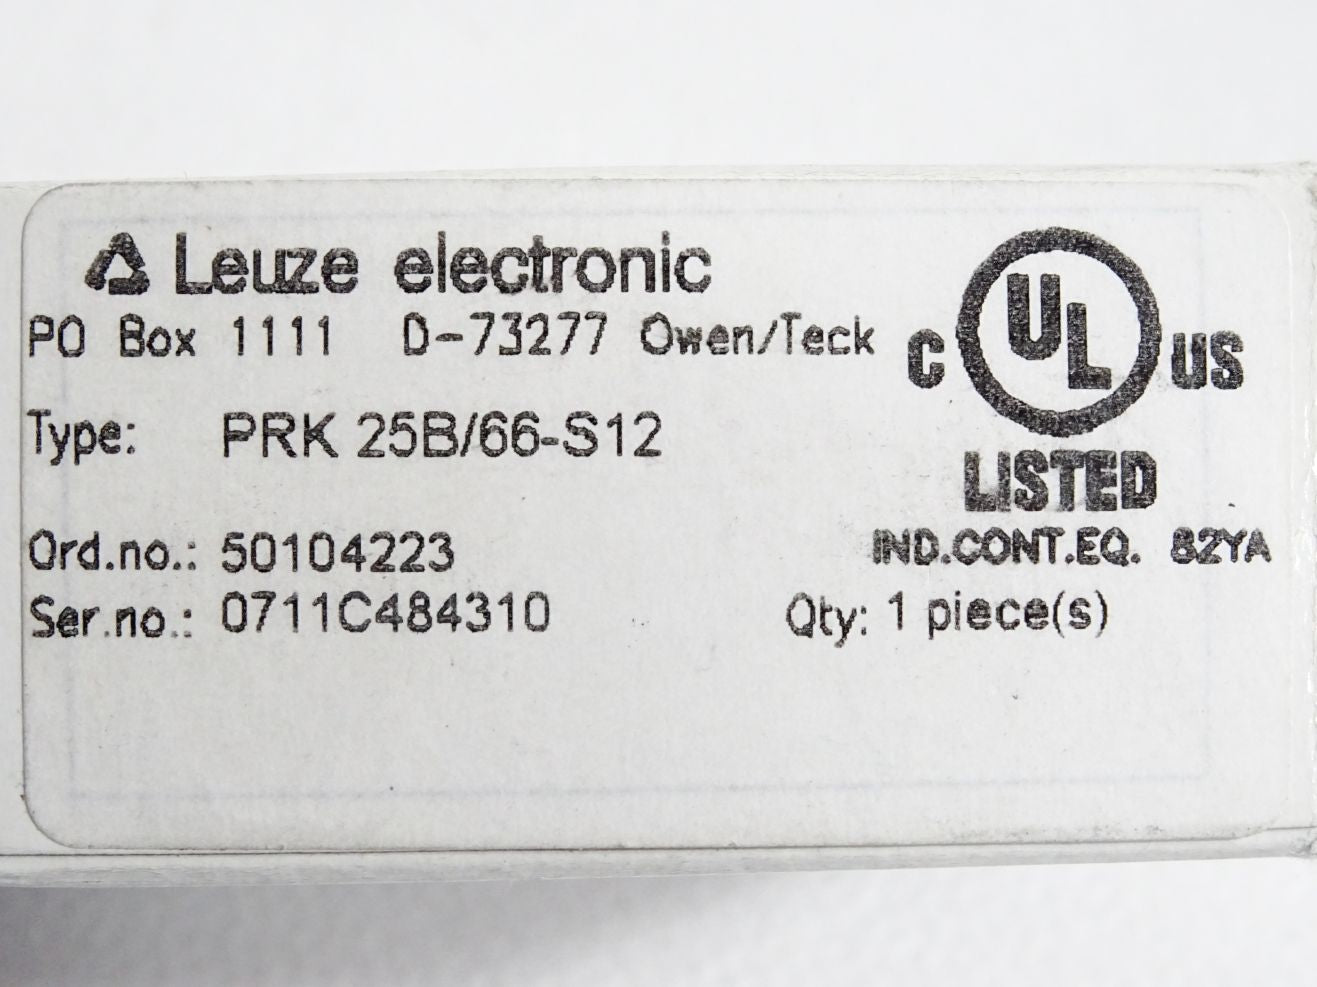 Leuze electronic
PO Box 1111 D-73277 Owen/Teck
C UL US
LISTED
IND.CONT.EQ. 82YA
Type: PRK 25B/66-S12
Ord.no.: 50104223
Ser.no.: 0711C484310
Qty: 1 piece(s)